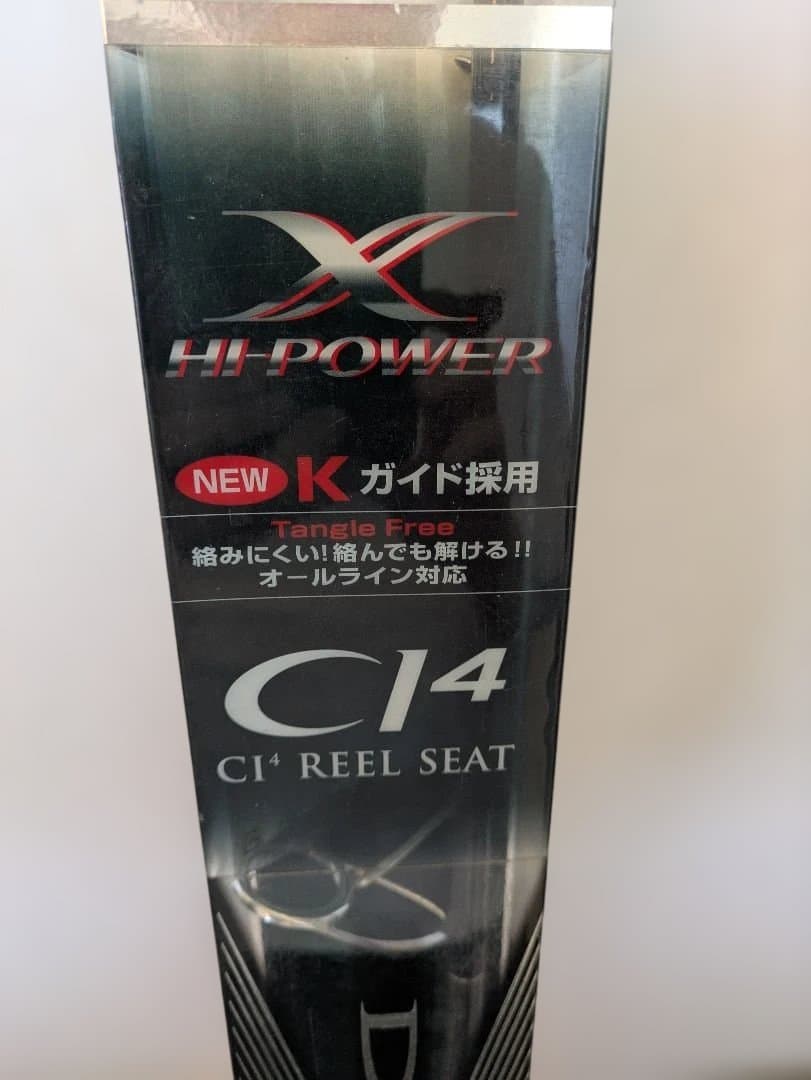 X
HI-POWER
NEW K ガイド採用
Tangle Free
絡みにくい!絡んでも解ける!!
オールライン対応
CI4
CI4 REEL SEAT